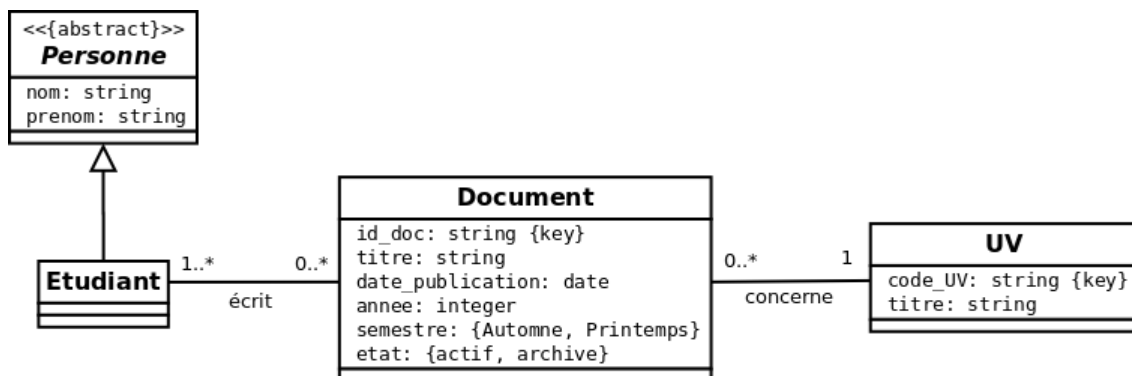 <<{abstract}>>
Personne
nom: string
prenom: string
Etudiant
1..*
0..*
écrit
Document
id_doc: string {key}
titre: string
date_publication: date
annee: integer
semestre: {Automne, Printemps}
etat: {actif, archive}
0..*
1
concerne
UV
code_UV: string {key}
titre: string